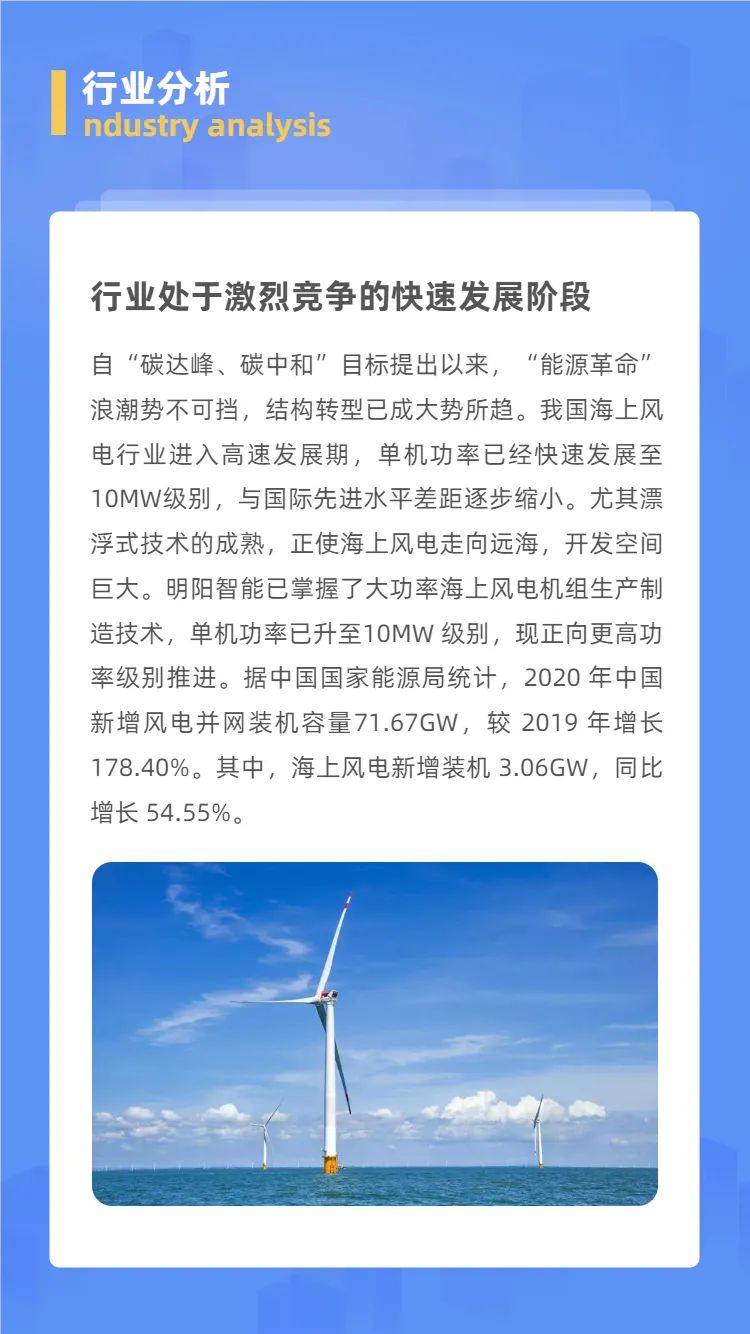 行业分析
ndustry analysis
行业处于激烈竞争的快速发展阶段
自“碳达峰、碳中和”目标提出以来，“能源革命”
浪潮势不可挡，结构转型已成大势所趋。我国海上风
电行业进入高速发展期，单机功率已经快速发展至
10MW级别，与国际先进水平差距逐步缩小。尤其漂
浮式技术的成熟，正使海上风电走向远海，开发空间
巨大。明阳智能已掌握了大功率海上风电机组生产制
造技术，单机功率已升至10MW 级别，现正向更高功
率级别推进。据中国国家能源局统计，2020 年中国
新增风电并网装机容量71.67GW，较 2019 年增长
178.40%。其中，海上风电新增装机 3.06GW，同比
增长 54.55%。